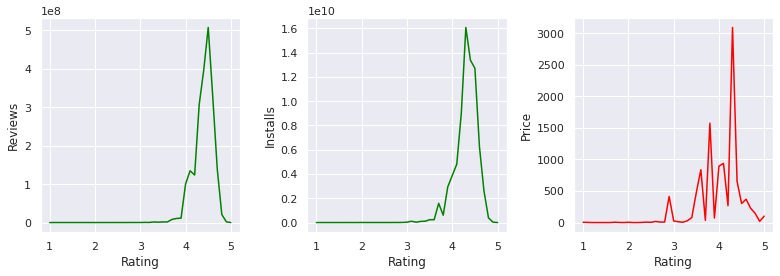 1e8
5
4
3
2
1
0
Reviews
1 2 3 4 5
Rating
1e10
1.6
1.4
1.2
1.0
0.8
0.6
0.4
0.2
0.0
Installs
1 2 3 4 5
Rating
3000
2500
2000
1500
1000
500
0
Price
1 2 3 4 5
Rating